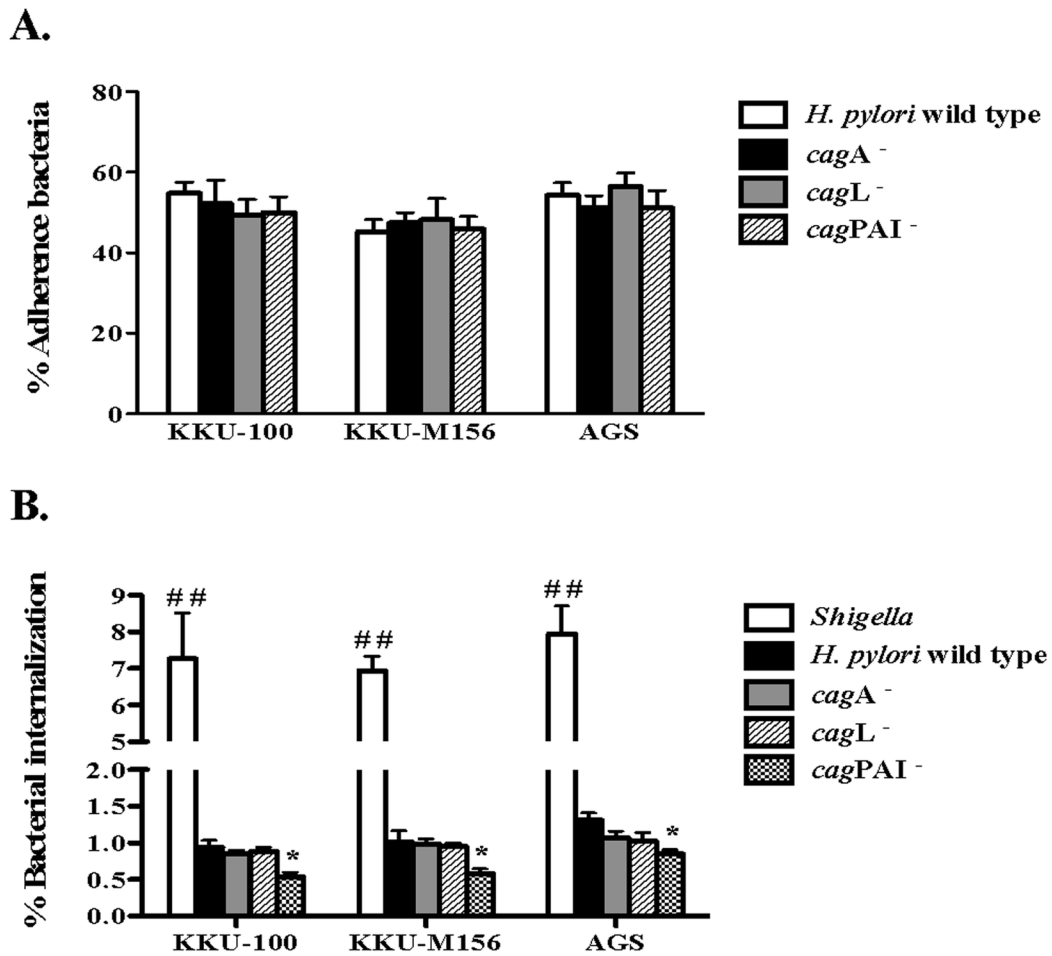 A.
% Adherence bacteria
80
60
40
20
0
KKU-100 KKU-M156 AGS
H. pylori wild type
cagA -
cagL -
cagPAI -
B.
% Bacterial internalization
9
8
7
6
5
2.0
1.5
1.0
0.5
0.0
## ## ##
* * *
KKU-100 KKU-M156 AGS
Shigella
H. pylori wild type
cagA -
cagL -
cagPAI -